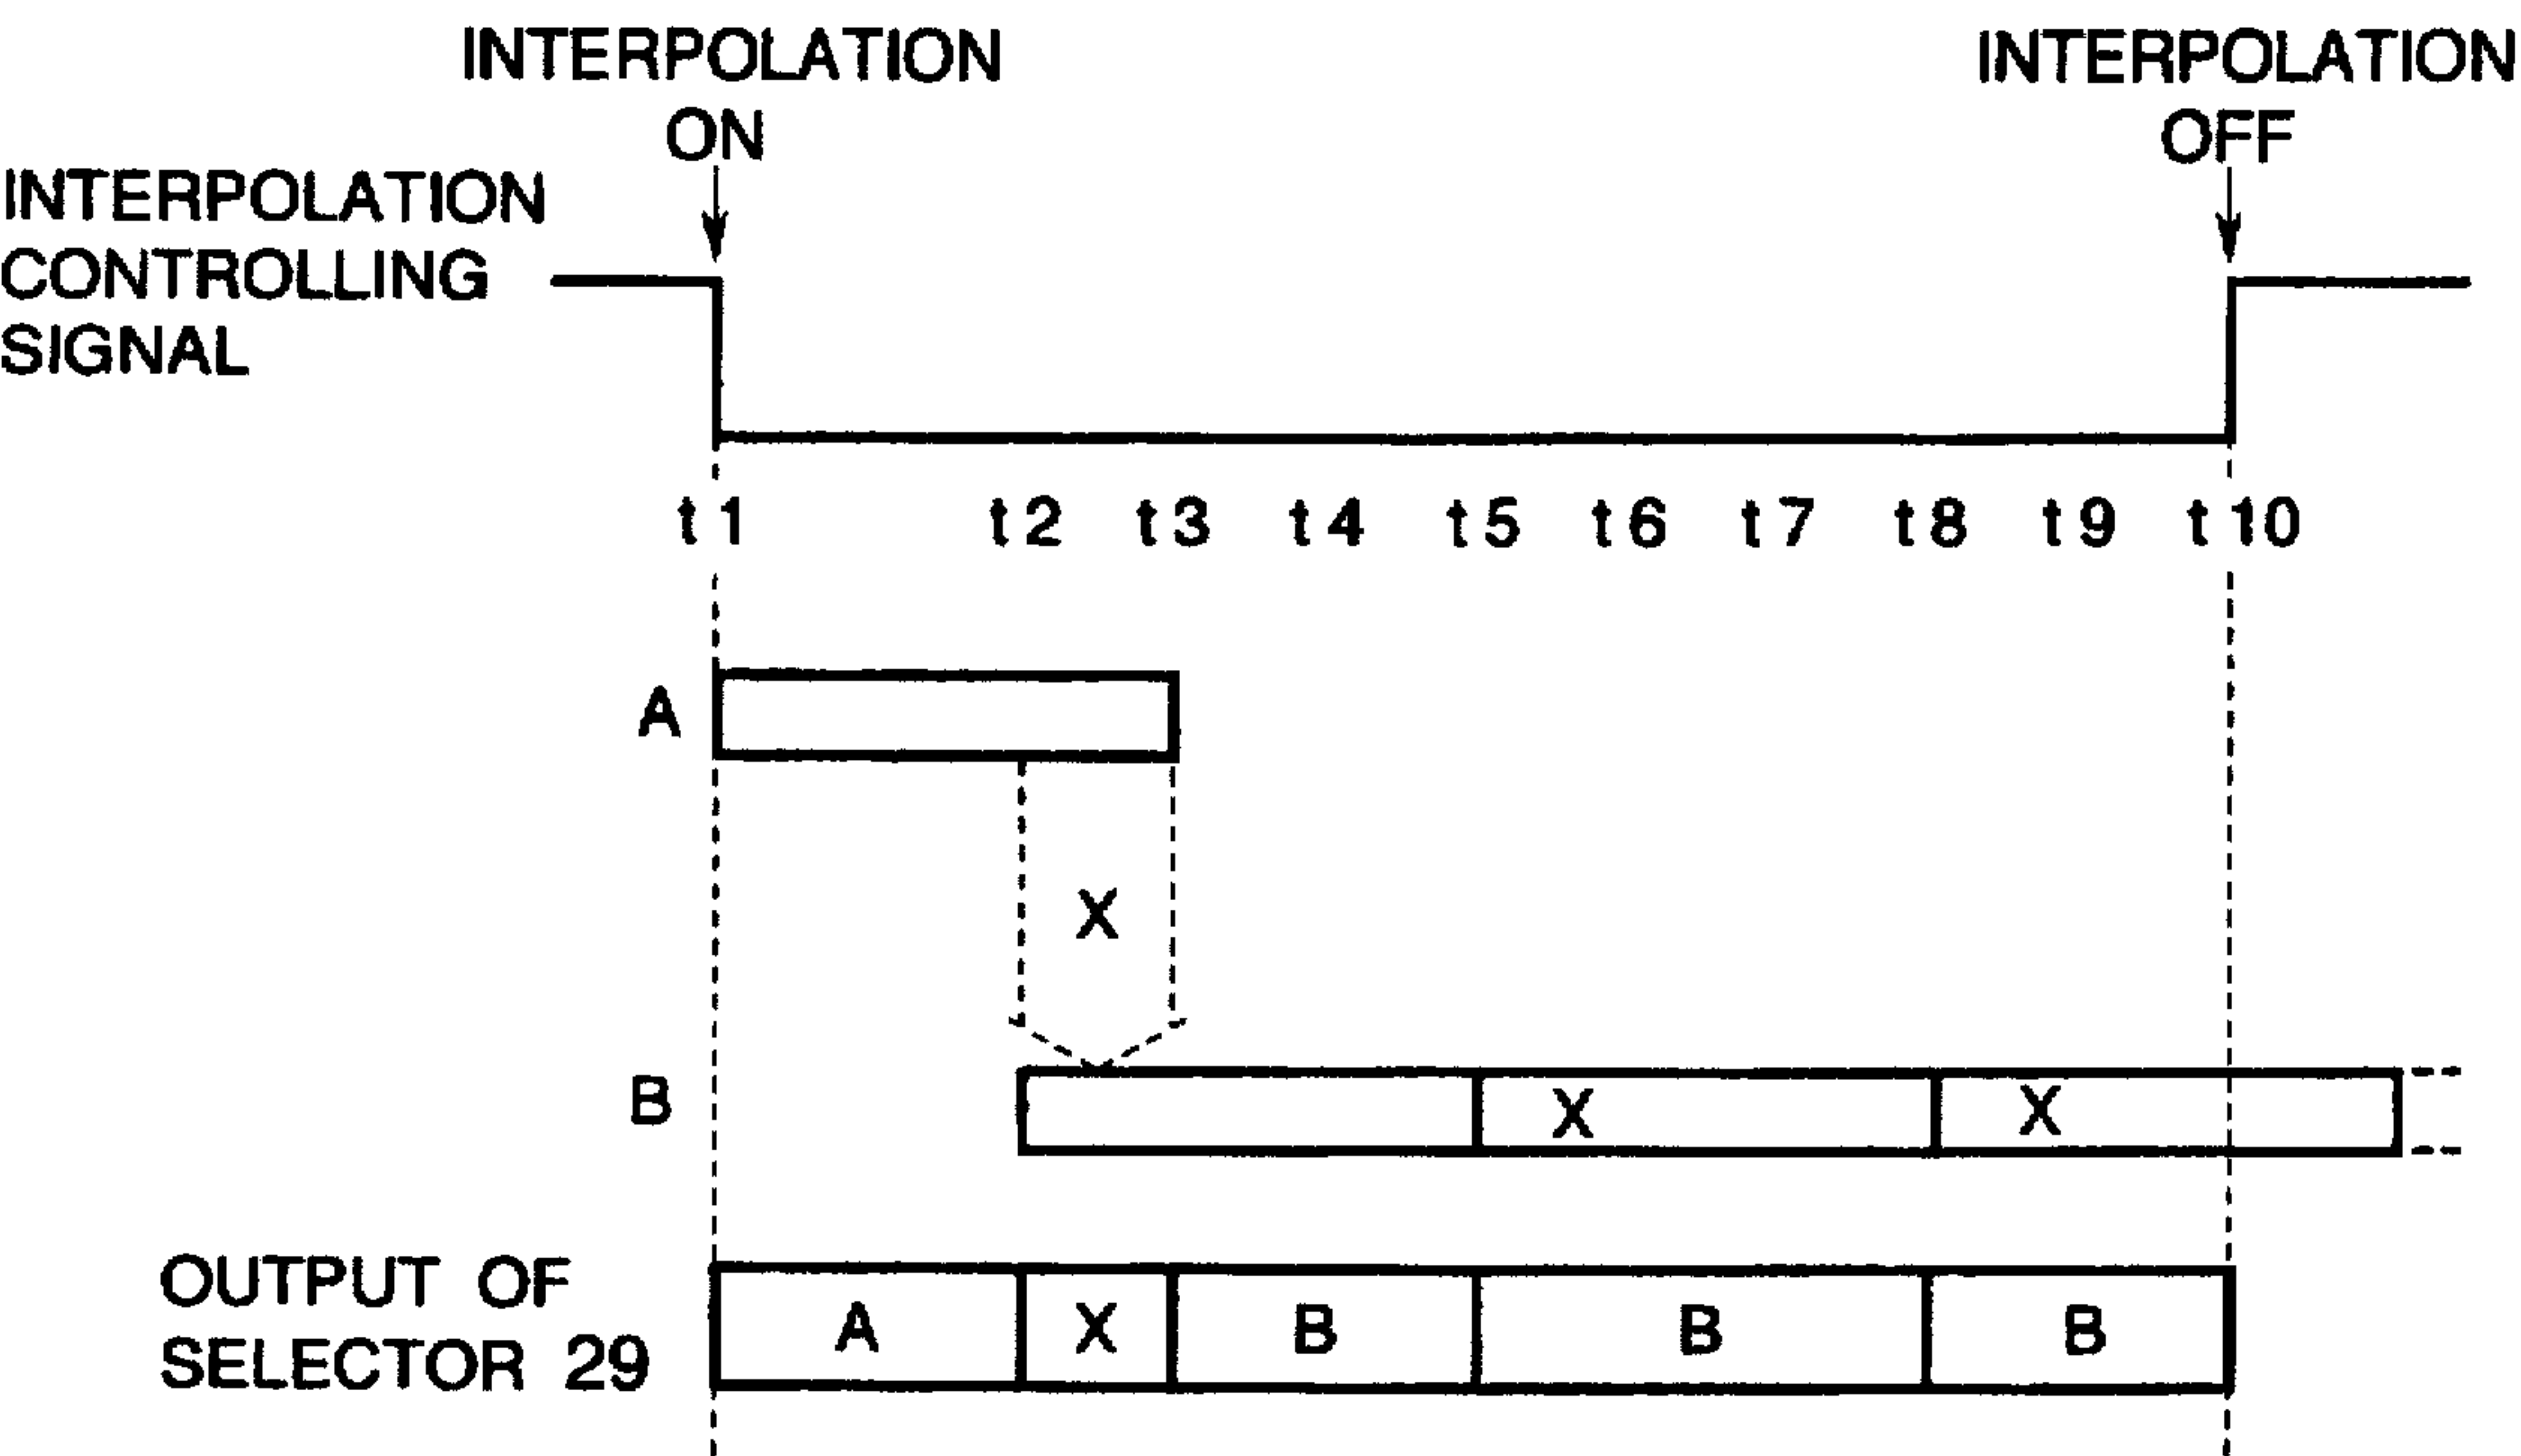 INTERPOLATION
ON
INTERPOLATION
OFF
INTERPOLATION
CONTROLLING
SIGNAL
t1 t2 t3 t4 t5 t6 t7 t8 t9 t10
A
X
B X X
OUTPUT OF
SELECTOR 29
A X B B B